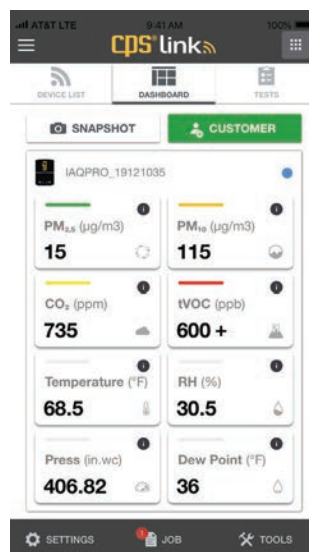 AT&T LTE 9:41 AM 100%
cps® link
DEVICE LIST DASHBOARD TESTS
SNAPSHOT CUSTOMER
IAQPRO_19121035
PM₂.₅ (µg/m3) PM₁₀ (µg/m3)
15 115
CO₂ (ppm) tVOC (ppb)
735 600 +
Temperature (°F) RH (%)
68.5 30.5
Press (in.wc) Dew Point (°F)
406.82 36
SETTINGS 1 JOB TOOLS